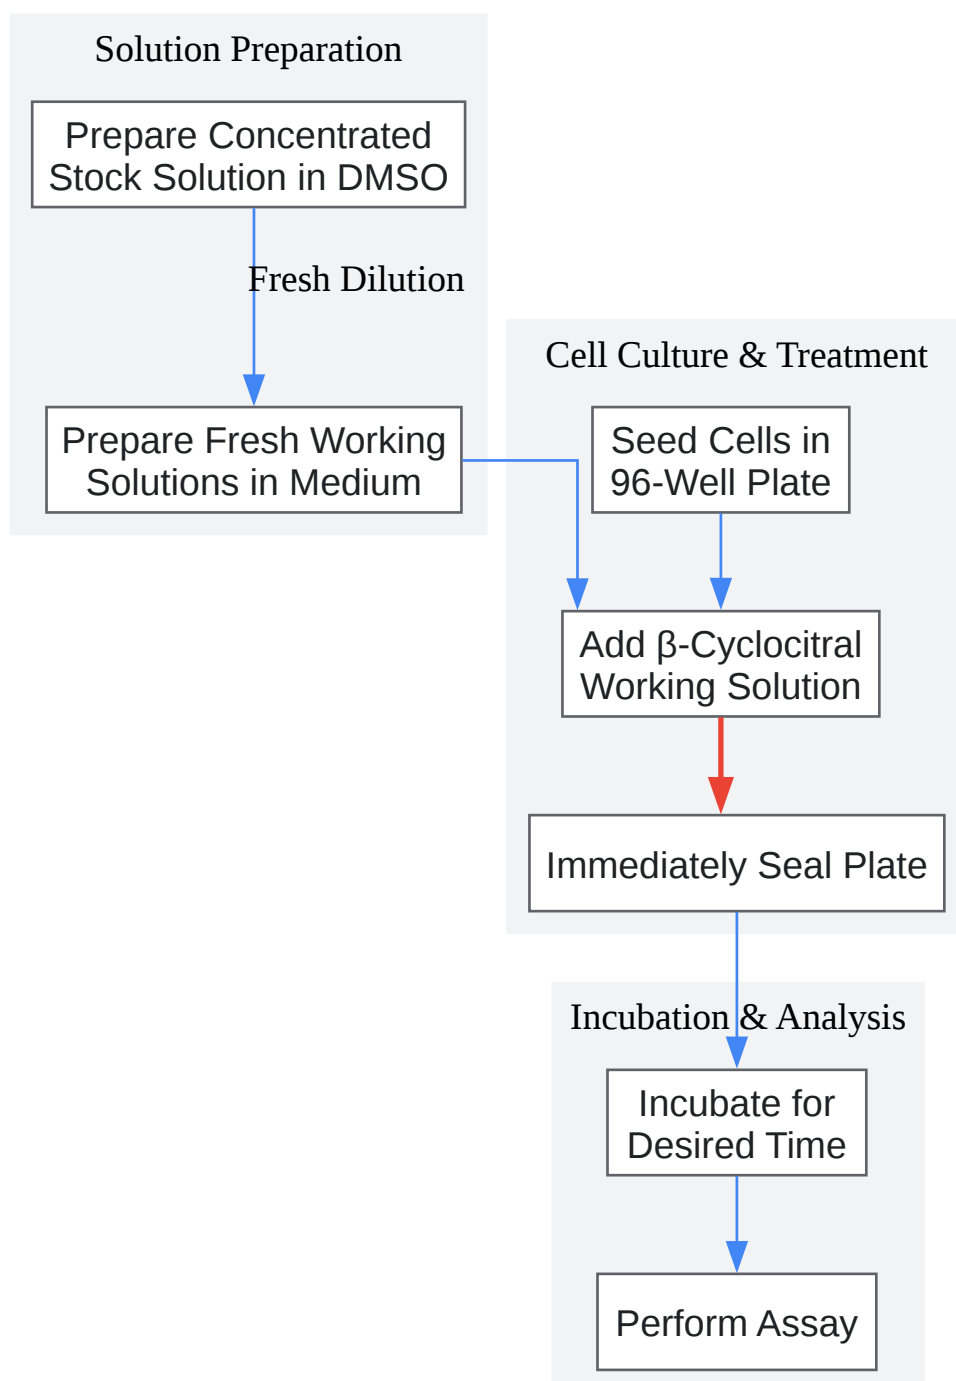 Solution Preparation
Prepare Concentrated
Stock Solution in DMSO
Fresh Dilution
Prepare Fresh Working
Solutions in Medium
Cell Culture & Treatment
Seed Cells in
96-Well Plate
Add β-Cyclocitral
Working Solution
Immediately Seal Plate
Incubation & Analysis
Incubate for
Desired Time
Perform Assay